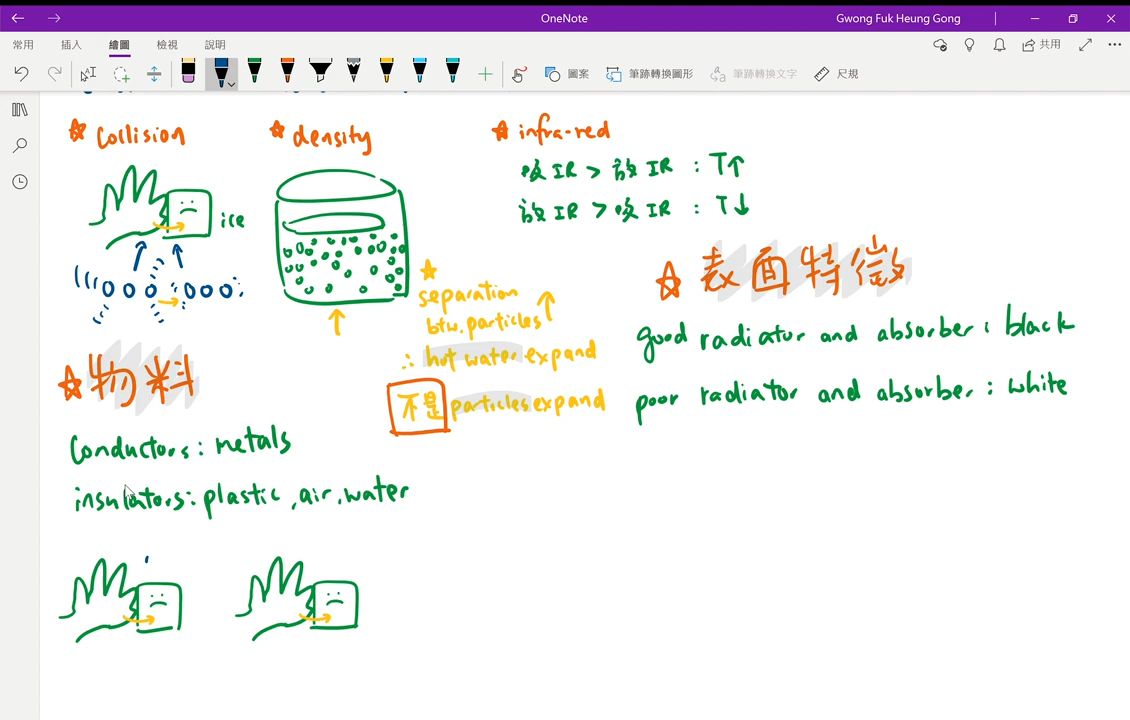 OneNote
Gwong Fuk Heung Gong
常用 插入 繪圖 檢視 說明
共用
圖案 筆跡轉換圖形 筆跡轉換文字 尺規
collision
ice
density
infra-red
吸 IR > 放 IR : T↑
放 IR > 吸 IR : T↓
separation
btw. particles ↑
∴ hot water expand
不是 particles expand
表面特徵
good radiator and absorber : black
poor radiator and absorber : white
物料
Conductors : metals
insulators : plastic, air, water